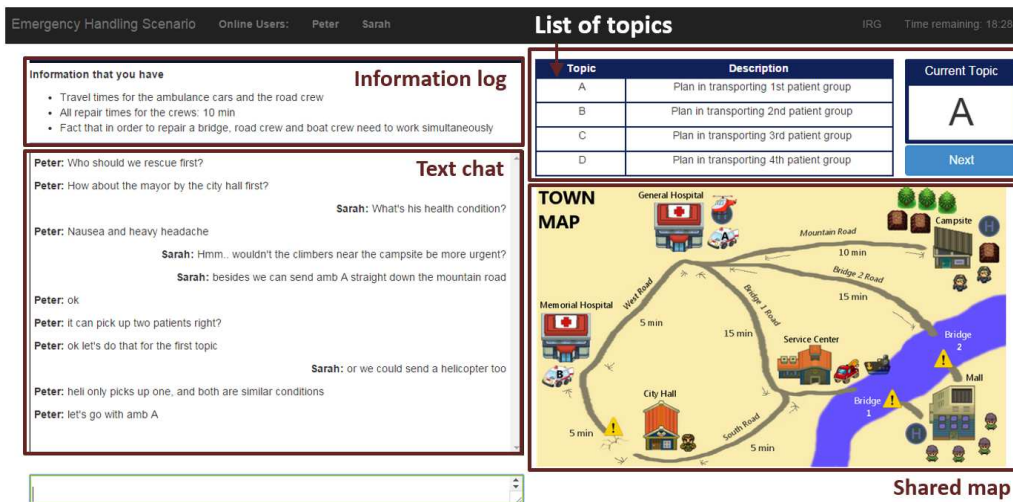 Emergency Handling Scenario Online Users: Peter Sarah List of topics IRG Time remaining: 18:28
Information that you have
Information log
• Travel times for the ambulance cars and the road crew
• All repair times for the crews: 10 min
• Fact that in order to repair a bridge, road crew and boat crew need to work simultaneously
Topic Description
A Plan in transporting 1st patient group
B Plan in transporting 2nd patient group
C Plan in transporting 3rd patient group
D Plan in transporting 4th patient group
Current Topic
A
Next
Text chat
Peter: Who should we rescue first?
Peter: How about the mayor by the city hall first?
Sarah: What's his health condition?
Peter: Nausea and heavy headache
Sarah: Hmm.. wouldn't the climbers near the campsite be more urgent?
Sarah: besides we can send amb A straight down the mountain road
Peter: ok
Peter: it can pick up two patients right?
Peter: ok let's do that for the first topic
Sarah: or we could send a helicopter too
Peter: heli only picks up one, and both are similar conditions
Peter: let's go with amb A
TOWN
MAP
General Hospital
H
A
Mountain Road
10 min
Campsite
H
Bridge 2 Road
15 min
West Road
5 min
Bridge 1 Road
15 min
Memorial Hospital
B
Service Center
Bridge
2
Mall
Bridge
1
H
City Hall
5 min
South Road
5 min
Shared map